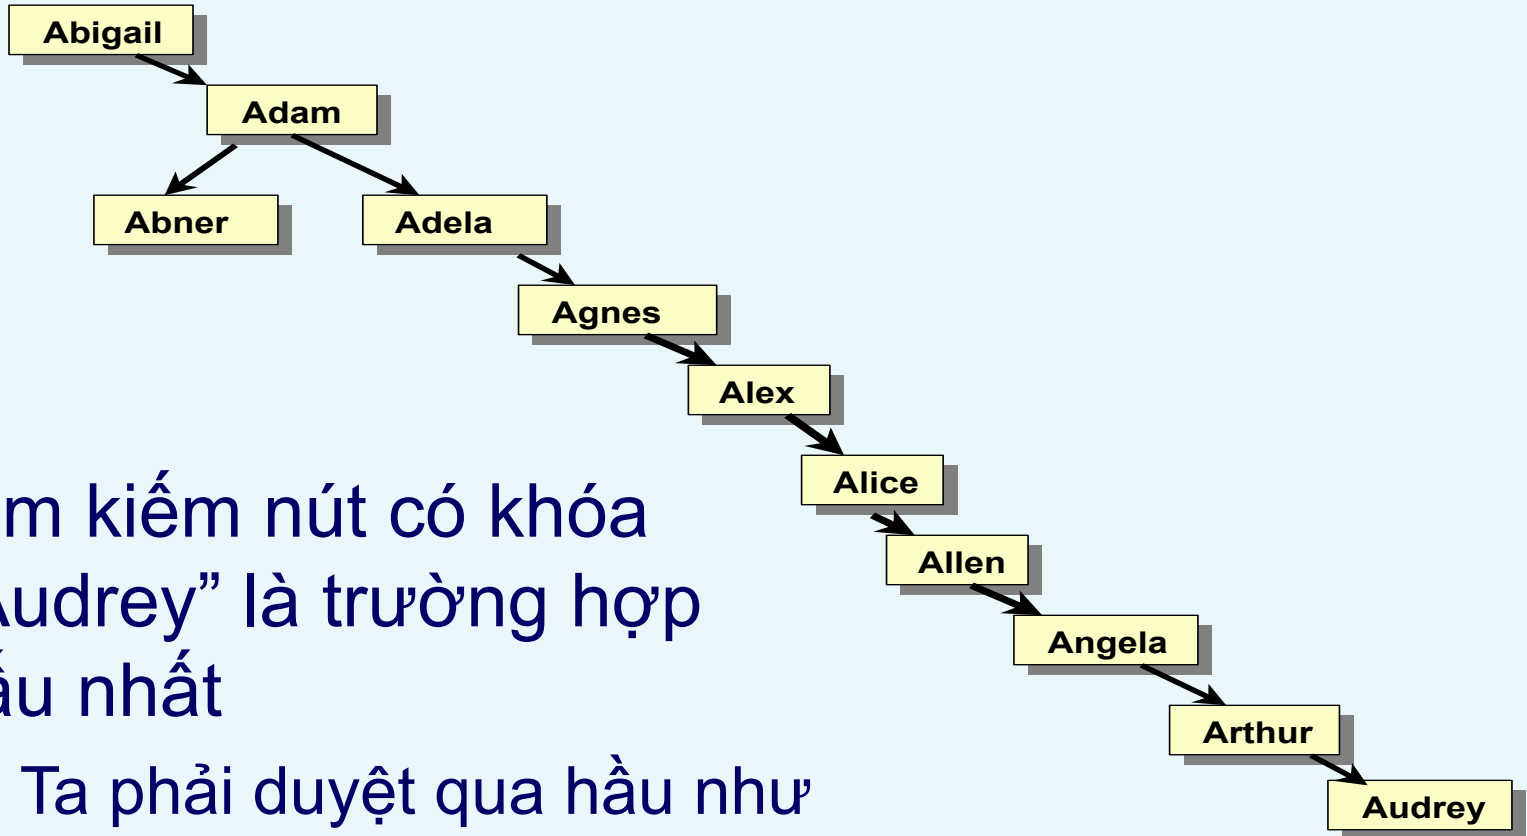 Abigail
Adam
Abner Adela
Agnes
Alex
Alice
kiếm nút có khóa
Allen
Audrey” là trường hợp
Angela
nhất
Arthur
Ta phải duyệt qua hầu như
Audrey